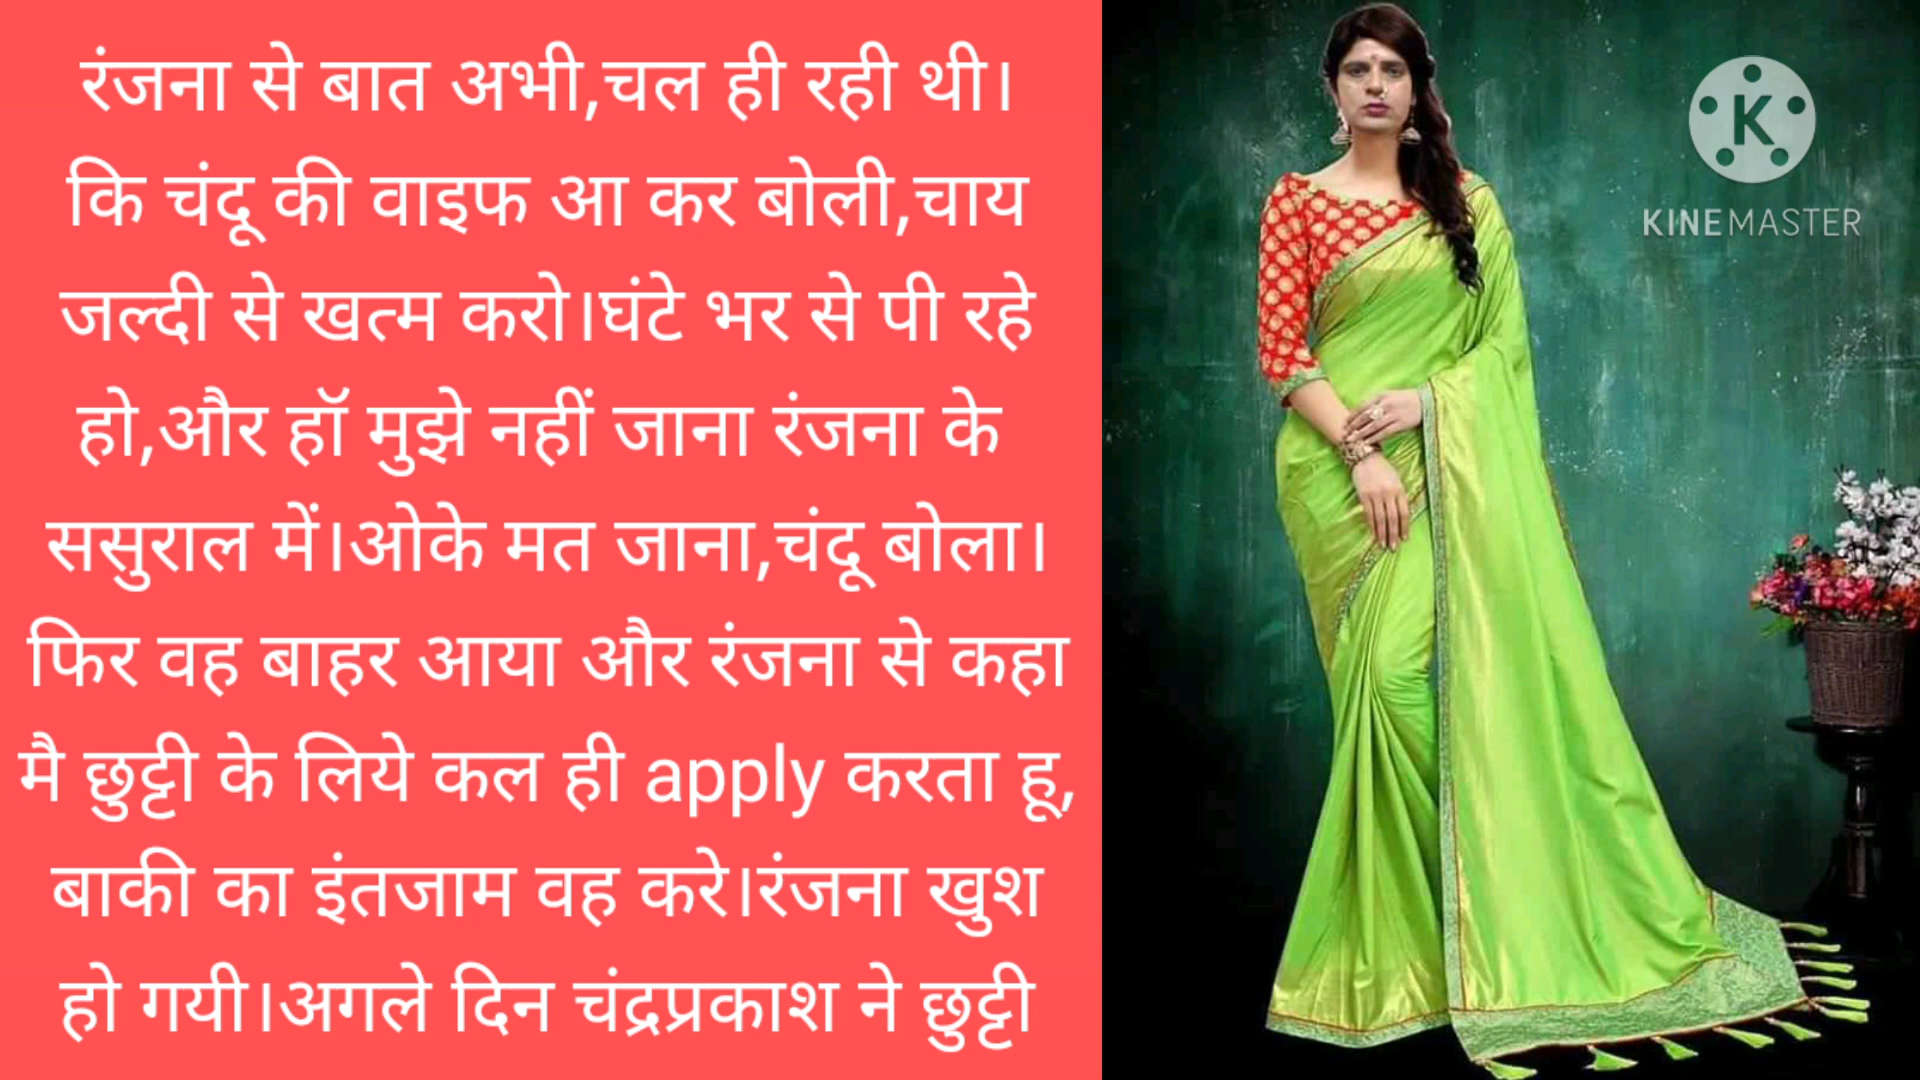 रंजना से बात अभी,चल ही रही थी।
कि चंदू की वाइफ आ कर बोली,चाय
जल्दी से खत्म करो।घंटे भर से पी रहे
हो,और हॉ मुझे नहीं जाना रंजना के
ससुराल में।ओके मत जाना,चंदू बोला।
फिर वह बाहर आया और रंजना से कहा
मै छुट्टी के लिये कल ही apply करता हू,
बाकी का इंतजाम वह करे।रंजना खुश
हो गयी।अगले दिन चंद्रप्रकाश ने छुट्टी
K
KINEMASTER